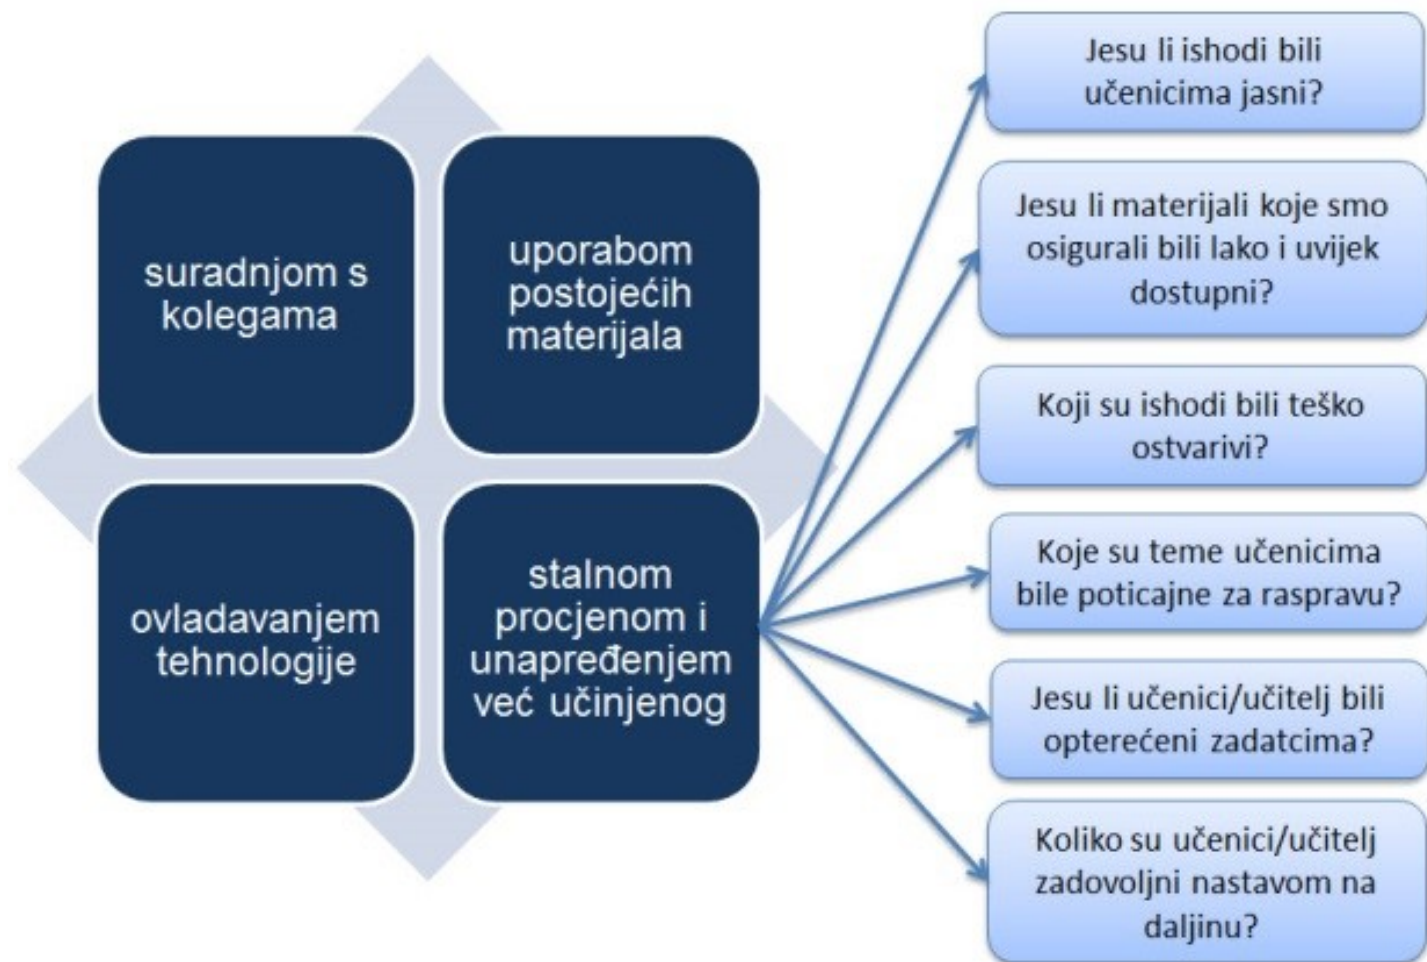 suradnjom s
kolegama
uporabom
postojećih
materijala
ovladavanjem
tehnologije
stalnom
procjenom i
unapređenjem
već učinjenog
Jesu li ishodi bili
učenicima jasni?
Jesu li materijali koje smo
osigurali bili lako i uvijek
dostupni?
Koji su ishodi bili teško
ostvarivi?
Koje su teme učenicima
bile poticajne za raspravu?
Jesu li učenici/učitelj bili
opterećeni zadatcima?
Koliko su učenici/učitelj
zadovoljni nastavom na
daljinu?